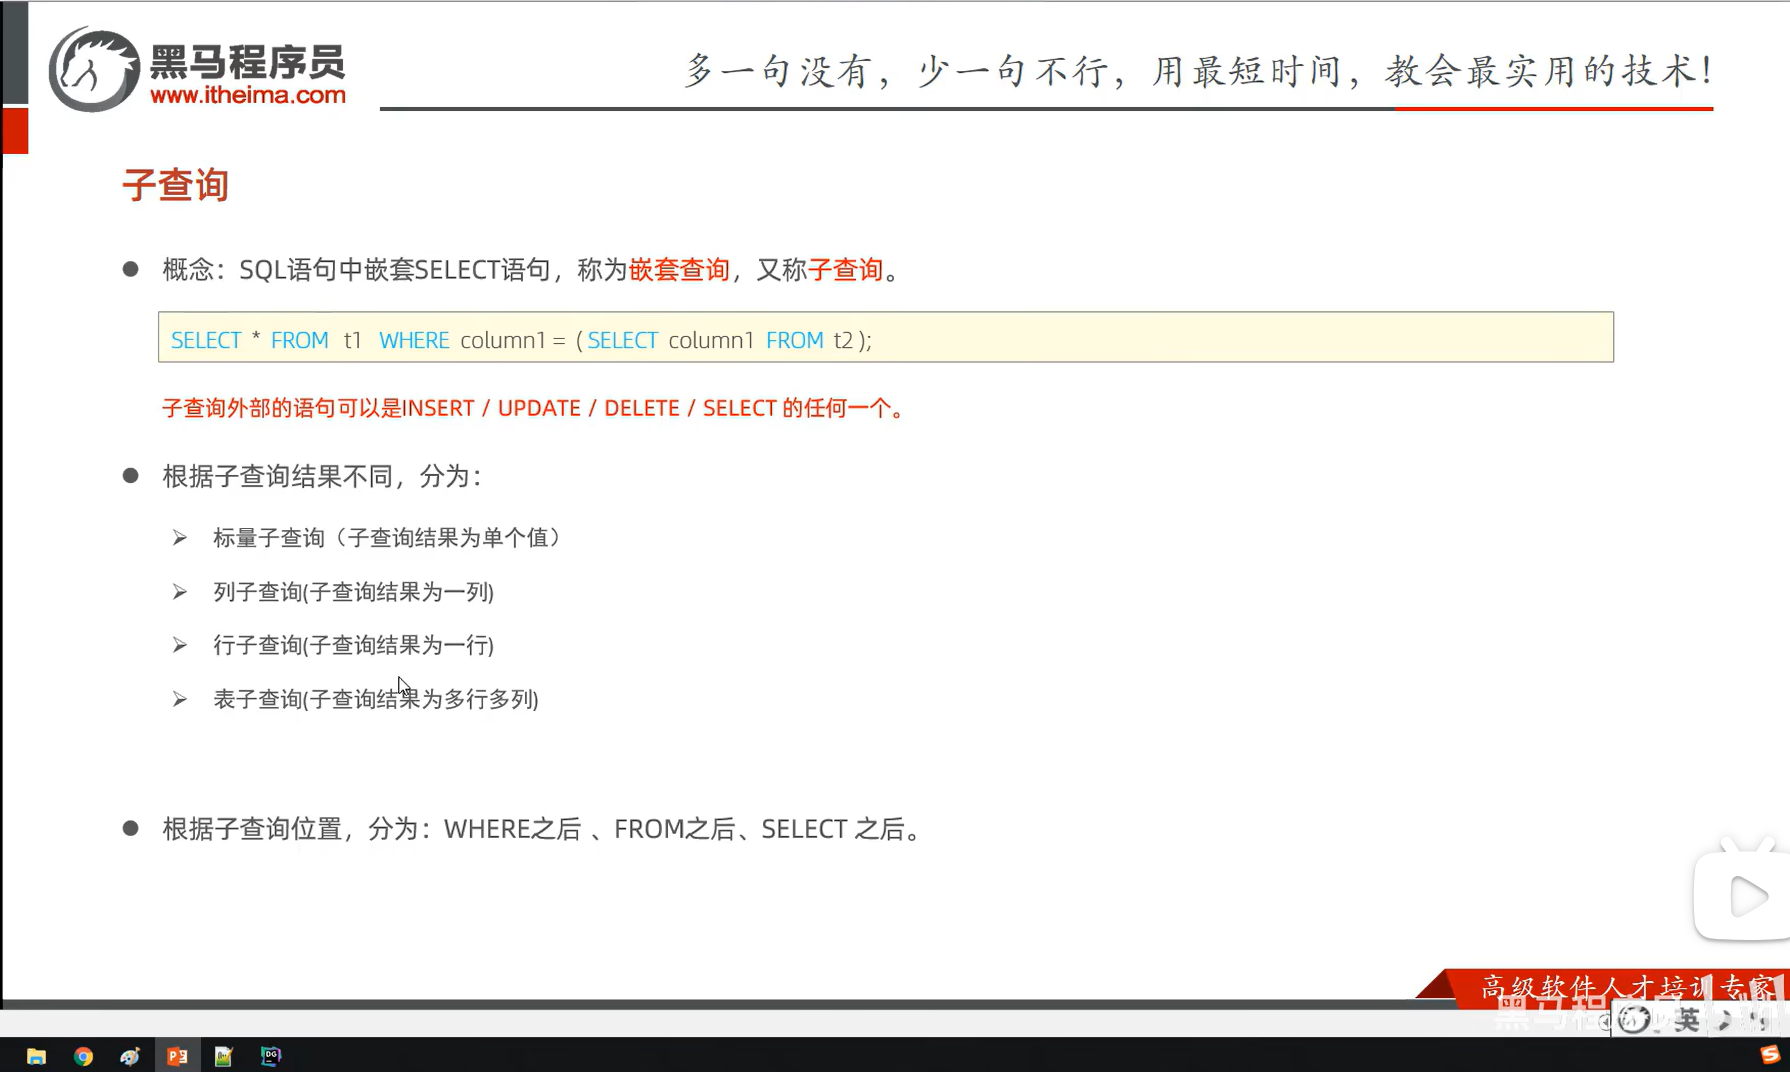 黑马程序员
www.itheima.com
多一句没有，少一句不行，用最短时间，教会最实用的技术！
子查询
概念：SQL语句中嵌套SELECT语句，称为嵌套查询，又称子查询。
SELECT * FROM t1 WHERE column1 = ( SELECT column1 FROM t2 );
子查询外部的语句可以是INSERT / UPDATE / DELETE / SELECT 的任何一个。
根据子查询结果不同，分为：
标量子查询（子查询结果为单个值）
列子查询(子查询结果为一列)
行子查询(子查询结果为一行)
表子查询(子查询结果为多行多列)
根据子查询位置，分为：WHERE之后 、FROM之后、SELECT 之后。
高级软件人才培训专家
英